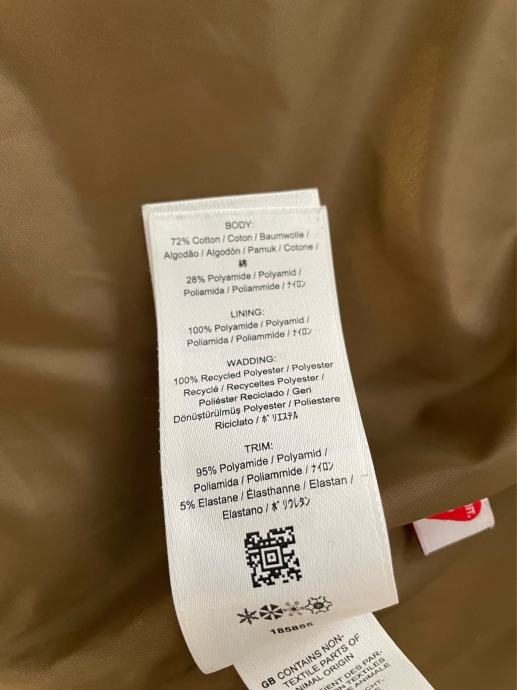 BODY:
72% Cotton / Coton / Baumwolle /
Algodão / Algodón / Pamuk / Cotone /
綿
28% Polyamide / Polyamid /
Poliamida / Poliammide / ナイロン
LINING:
100% Polyamide / Polyamid /
Poliamida / Poliammide / ナイロン
WADDING:
100% Recycled Polyester / Polyester
Recyclé / Recyceltes Polyester /
Poliéster Reciclado / Geri
Dönüştürülmüş Polyester / Poliestere
Riciclato / ポリエステル
TRIM:
95% Polyamide / Polyamid /
Poliamida / Poliammide / ナイロン
5% Elastane / Élasthanne / Elastan /
Elastano / ポリウレタン
185855
GB CONTAINS NON-
TEXTILE PARTS OF
ANIMAL ORIGIN